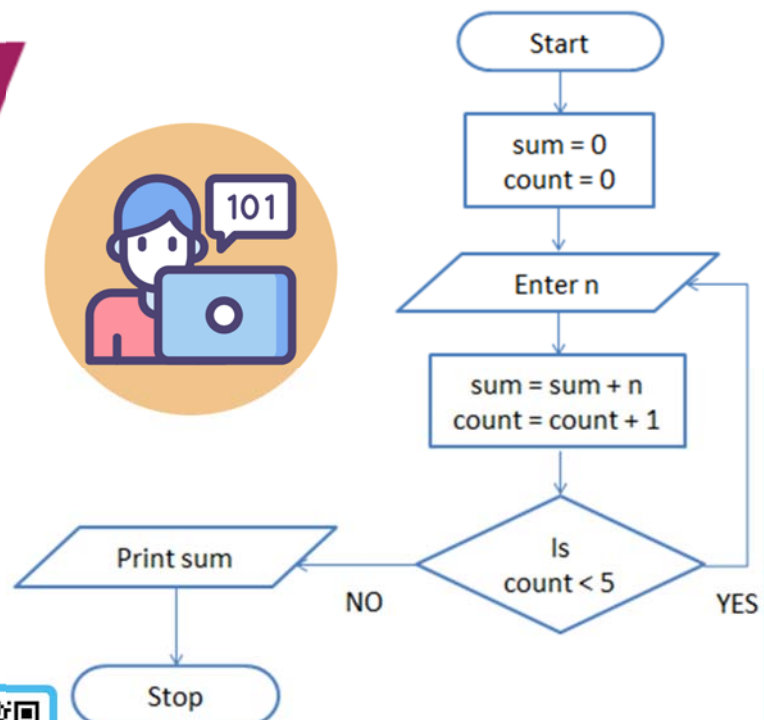 Start
sum = 0
count = 0
101
Enter n
sum = sum + n
count = count + 1
Is
count < 5
Print sum
NO
YES
Stop